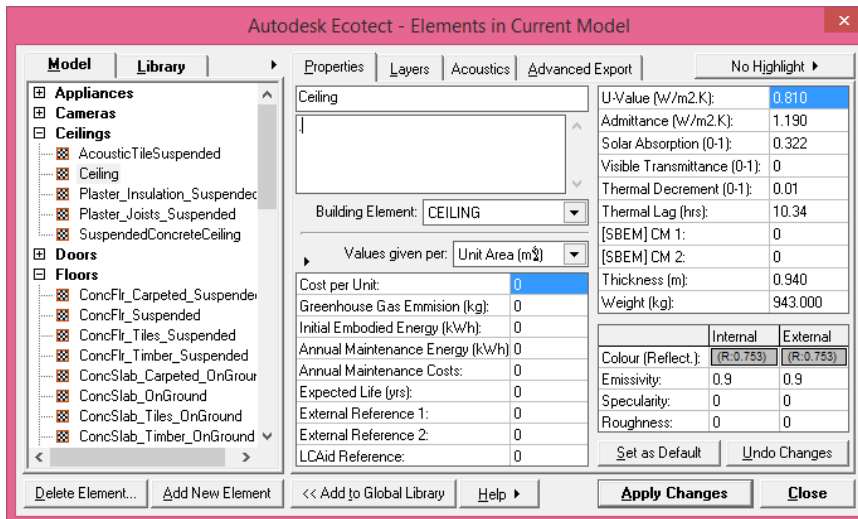 Autodesk Ecotect - Elements in Current Model
Model
Library
Appliances
Cameras
Ceilings
AcousticTileSuspended
Ceiling
Plaster_Insulation_Suspended
Plaster_Joists_Suspended
SuspendedConcreteCeiling
Doors
Floors
ConcFlr_Carpeted_Suspende
ConcFlr_Suspended
ConcFlr_Tiles_Suspended
ConcFlr_Timber_Suspended
ConcSlab_Carpeted_OnGrour
ConcSlab_OnGround
ConcSlab_Tiles_OnGround
ConcSlab_Timber_OnGround
Delete Element...
Add New Element
Properties
Layers
Acoustics
Advanced Export
No Highlight
Ceiling
.
Building Element: CEILING
Values given per: Unit Area (m²)
Cost per Unit: 0
Greenhouse Gas Emmision (kg): 0
Initial Embodied Energy (kWh): 0
Annual Maintenance Energy (kWh) 0
Annual Maintenance Costs: 0
Expected Life (yrs): 0
External Reference 1: 0
External Reference 2: 0
LCAid Reference: 0
<< Add to Global Library
Help
U-Value (W/m2.K): 0.810
Admittance (W/m2.K): 1.190
Solar Absorption (0-1): 0.322
Visible Transmittance (0-1): 0
Thermal Decrement (0-1): 0.01
Thermal Lag (hrs): 10.34
[SBEM] CM 1: 0
[SBEM] CM 2: 0
Thickness (m): 0.940
Weight (kg): 943.000
Internal External
Colour (Reflect.): (R:0.753) (R:0.753)
Emissivity: 0.9 0.9
Specularity: 0 0
Roughness: 0 0
Set as Default
Undo Changes
Apply Changes
Close